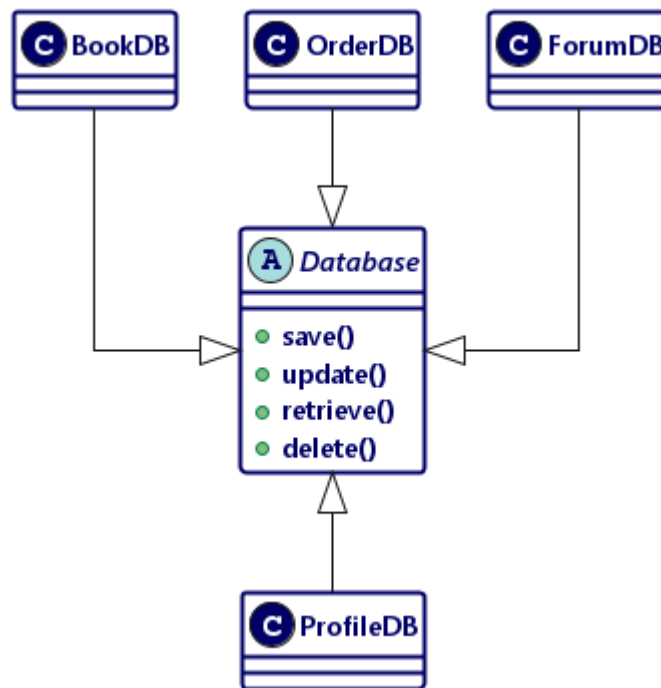 C BookDB
C OrderDB
C ForumDB
A Database
save()
update()
retrieve()
delete()
C ProfileDB